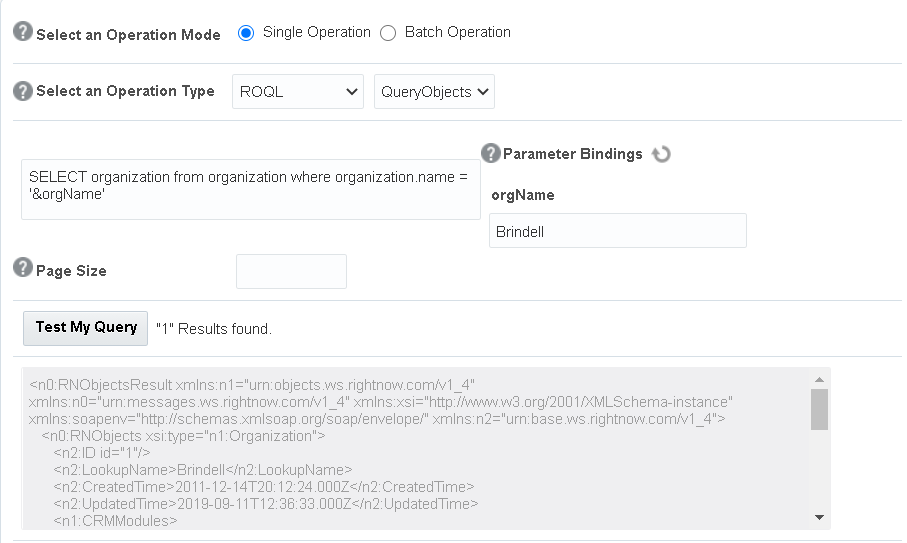 Select an Operation Mode Single Operation Batch Operation
Select an Operation Type ROQL QueryObjects
Parameter Bindings
SELECT organization from organization where organization.name =
'&orgName'
orgName
Brindell
Page Size
Test My Query "1" Results found.
<n0:RNObjectsResult xmlns:n1="urn:objects.ws.rightnow.com/v1_4"
xmlns:n0="urn:messages.ws.rightnow.com/v1_4" xmlns:xsi="http://www.w3.org/2001/XMLSchema-instance"
xmlns:soapenv="http://schemas.xmlsoap.org/soap/envelope/" xmlns:n2="urn:base.ws.rightnow.com/v1_4">
<n0:RNObjects xsi:type="n1:Organization">
<n2:ID id="1"/>
<n2:LookupName>Brindell</n2:LookupName>
<n2:CreatedTime>2011-12-14T20:12:24.000Z</n2:CreatedTime>
<n2:UpdatedTime>2019-09-11T12:36:33.000Z</n2:UpdatedTime>
<n1:CRMModules>